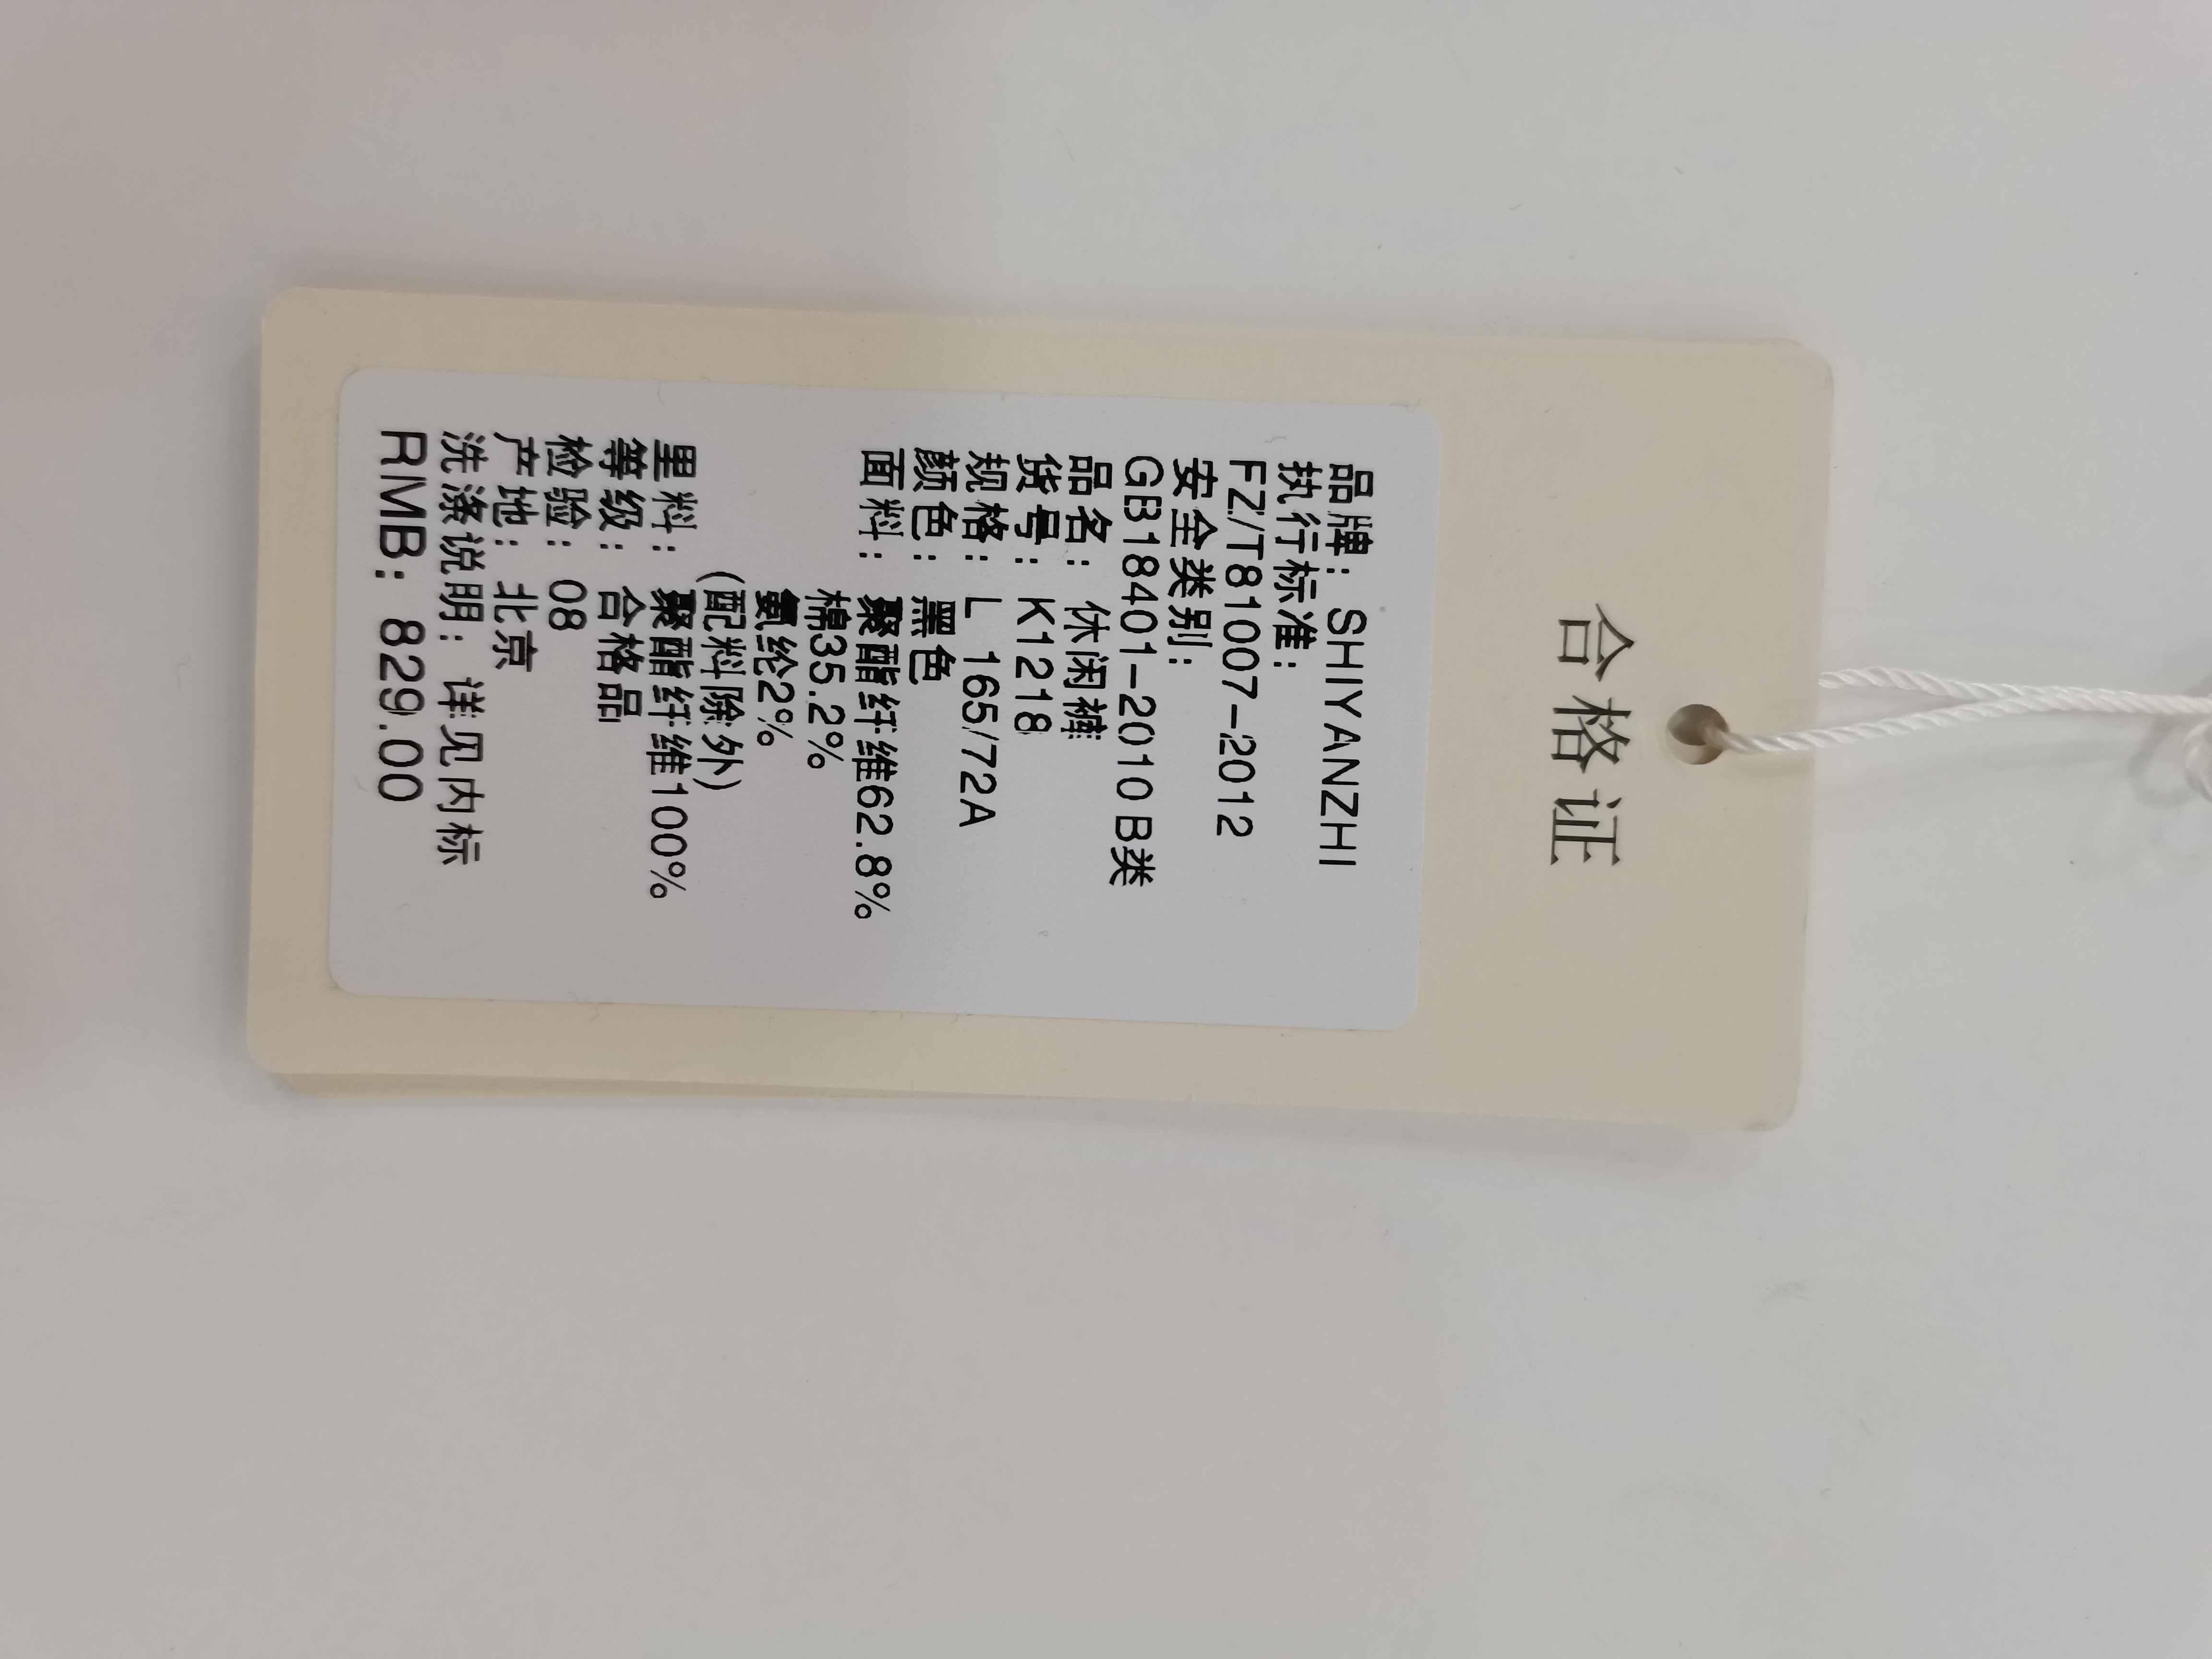 合格证
品牌: SHIYANZHI
执行标准:
FZ/T81007-2012
安全类别:
GB18401-2010 B类
品名: 休闲裤
货号: K1218
规格: L 165/72A
颜色: 黑色
面料: 聚酯纤维62.8%
棉35.2%
氨纶2%
(配料除外)
里料: 聚酯纤维100%
等级: 合格品
检验: 08
产地: 北京
洗涤说明: 详见内标
RMB: 829.00